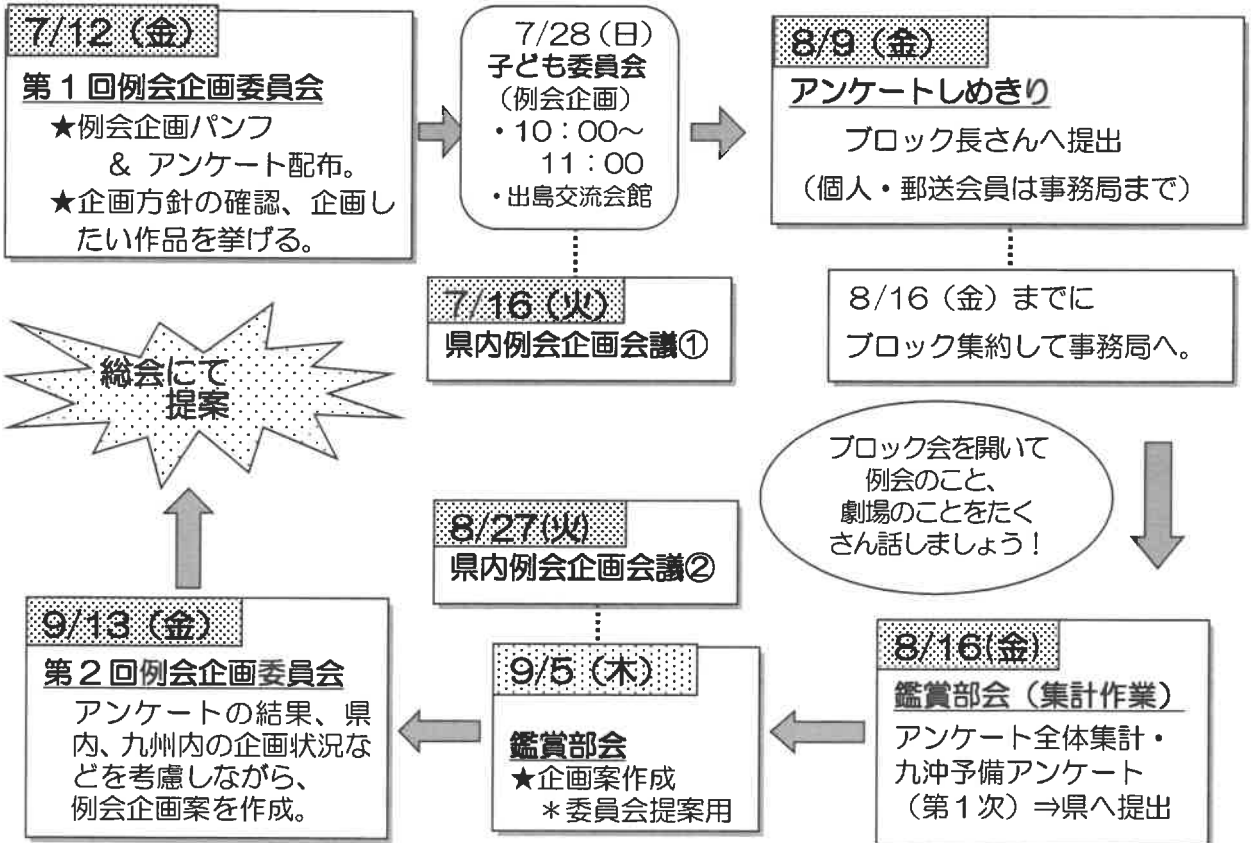 7/12（金）
第１回例会企画委員会
★例会企画パンフ
＆ アンケート配布。
★企画方針の確認、企画し
たい作品を挙げる。
7/28（日）
子ども委員会
（例会企画）
・10：00～
11：00
・出島交流会館
8/9（金）
アンケートしめきり
ブロック長さんへ提出
（個人・郵送会員は事務局まで）
7/16（火）
県内例会企画会議①
8/16（金）までに
ブロック集約して事務局へ。
総会にて
提案
ブロック会を開いて
例会のこと、
劇場のことをたく
さん話しましょう！
8/27(火)
県内例会企画会議②
8/16(金)
鑑賞部会（集計作業）
アンケート全体集計・
九沖予備アンケート
（第１次）⇒県へ提出
9/5（木）
鑑賞部会
★企画案作成
＊委員会提案用
9/13（金）
第２回例会企画委員会
アンケートの結果、県
内、九州内の企画状況な
どを考慮しながら、
例会企画案を作成。